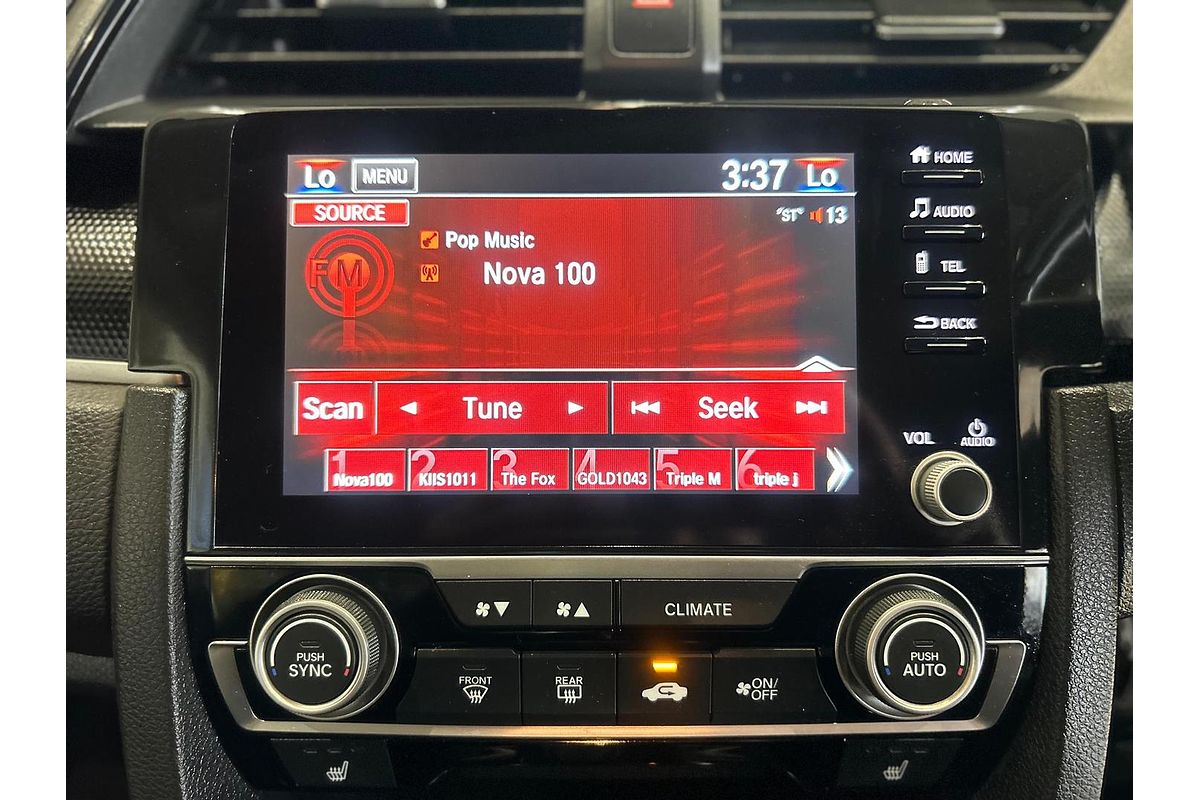 Lo MENU 3:37 Lo
SOURCE
"ST" 13
FM
Pop Music
Nova 100
Scan Tune Seek
1 2 3 4 5 6
Nova100 KIIS1011 The Fox GOLD1043 Triple M triple j
HOME
AUDIO
TEL
BACK
VOL AUDIO
CLIMATE
PUSH
SYNC
FRONT
REAR
ON/
OFF
PUSH
AUTO